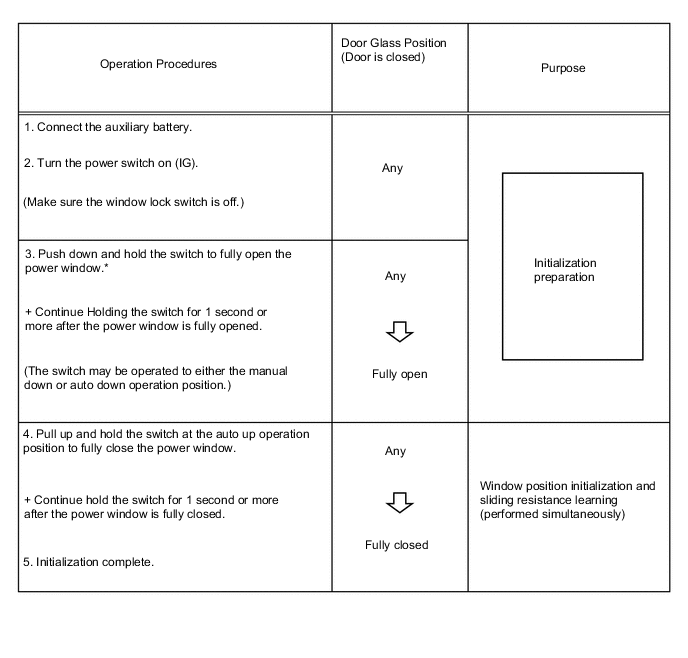 Operation Procedures
Door Glass Position
(Door is closed)
Purpose
1. Connect the auxiliary battery.
2. Turn the power switch on (IG).
(Make sure the window lock switch is off.)
Any
3. Push down and hold the switch to fully open the
power window.*
+ Continue Holding the switch for 1 second or
more after the power window is fully opened.
(The switch may be operated to either the manual
down or auto down operation position.)
Any
Fully open
Initialization
preparation
4. Pull up and hold the switch at the auto up operation
position to fully close the power window.
+ Continue hold the switch for 1 second or more
after the power window is fully closed.
5. Initialization complete.
Any
Fully closed
Window position initialization and
sliding resistance learning
(performed simultaneously)